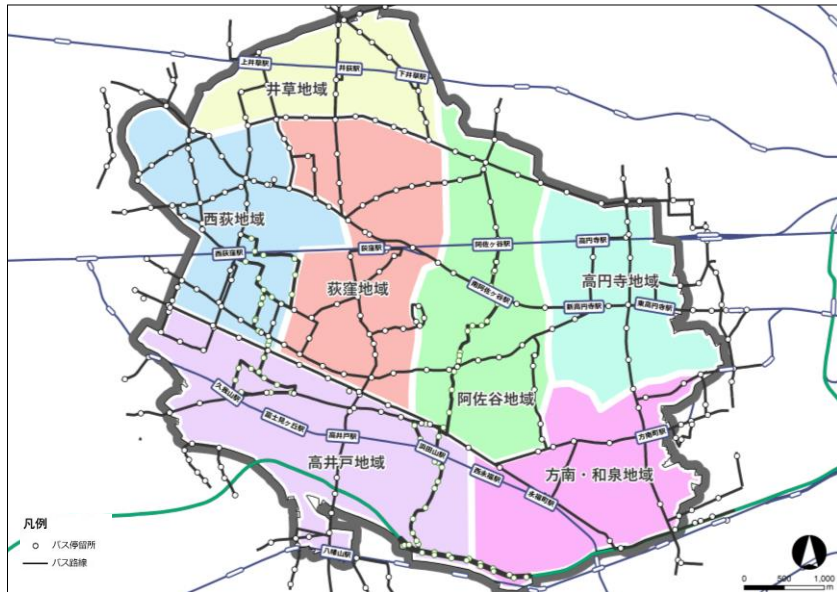 上井草駅
井荻駅
下井草駅
井草地域
西荻地域
西荻窪駅
荻窪駅
阿佐ヶ谷駅
高円寺駅
高円寺地域
荻窪地域
南阿佐ヶ谷駅
新高円寺駅
東高円寺駅
久我山駅
阿佐谷地域
富士見ヶ丘駅
高井戸駅
浜田山駅
方南町駅
高井戸地域
西永福駅
方南・和泉地域
永福町駅
凡例
バス停留所
バス路線
八幡山駅
0 500 1,000
m